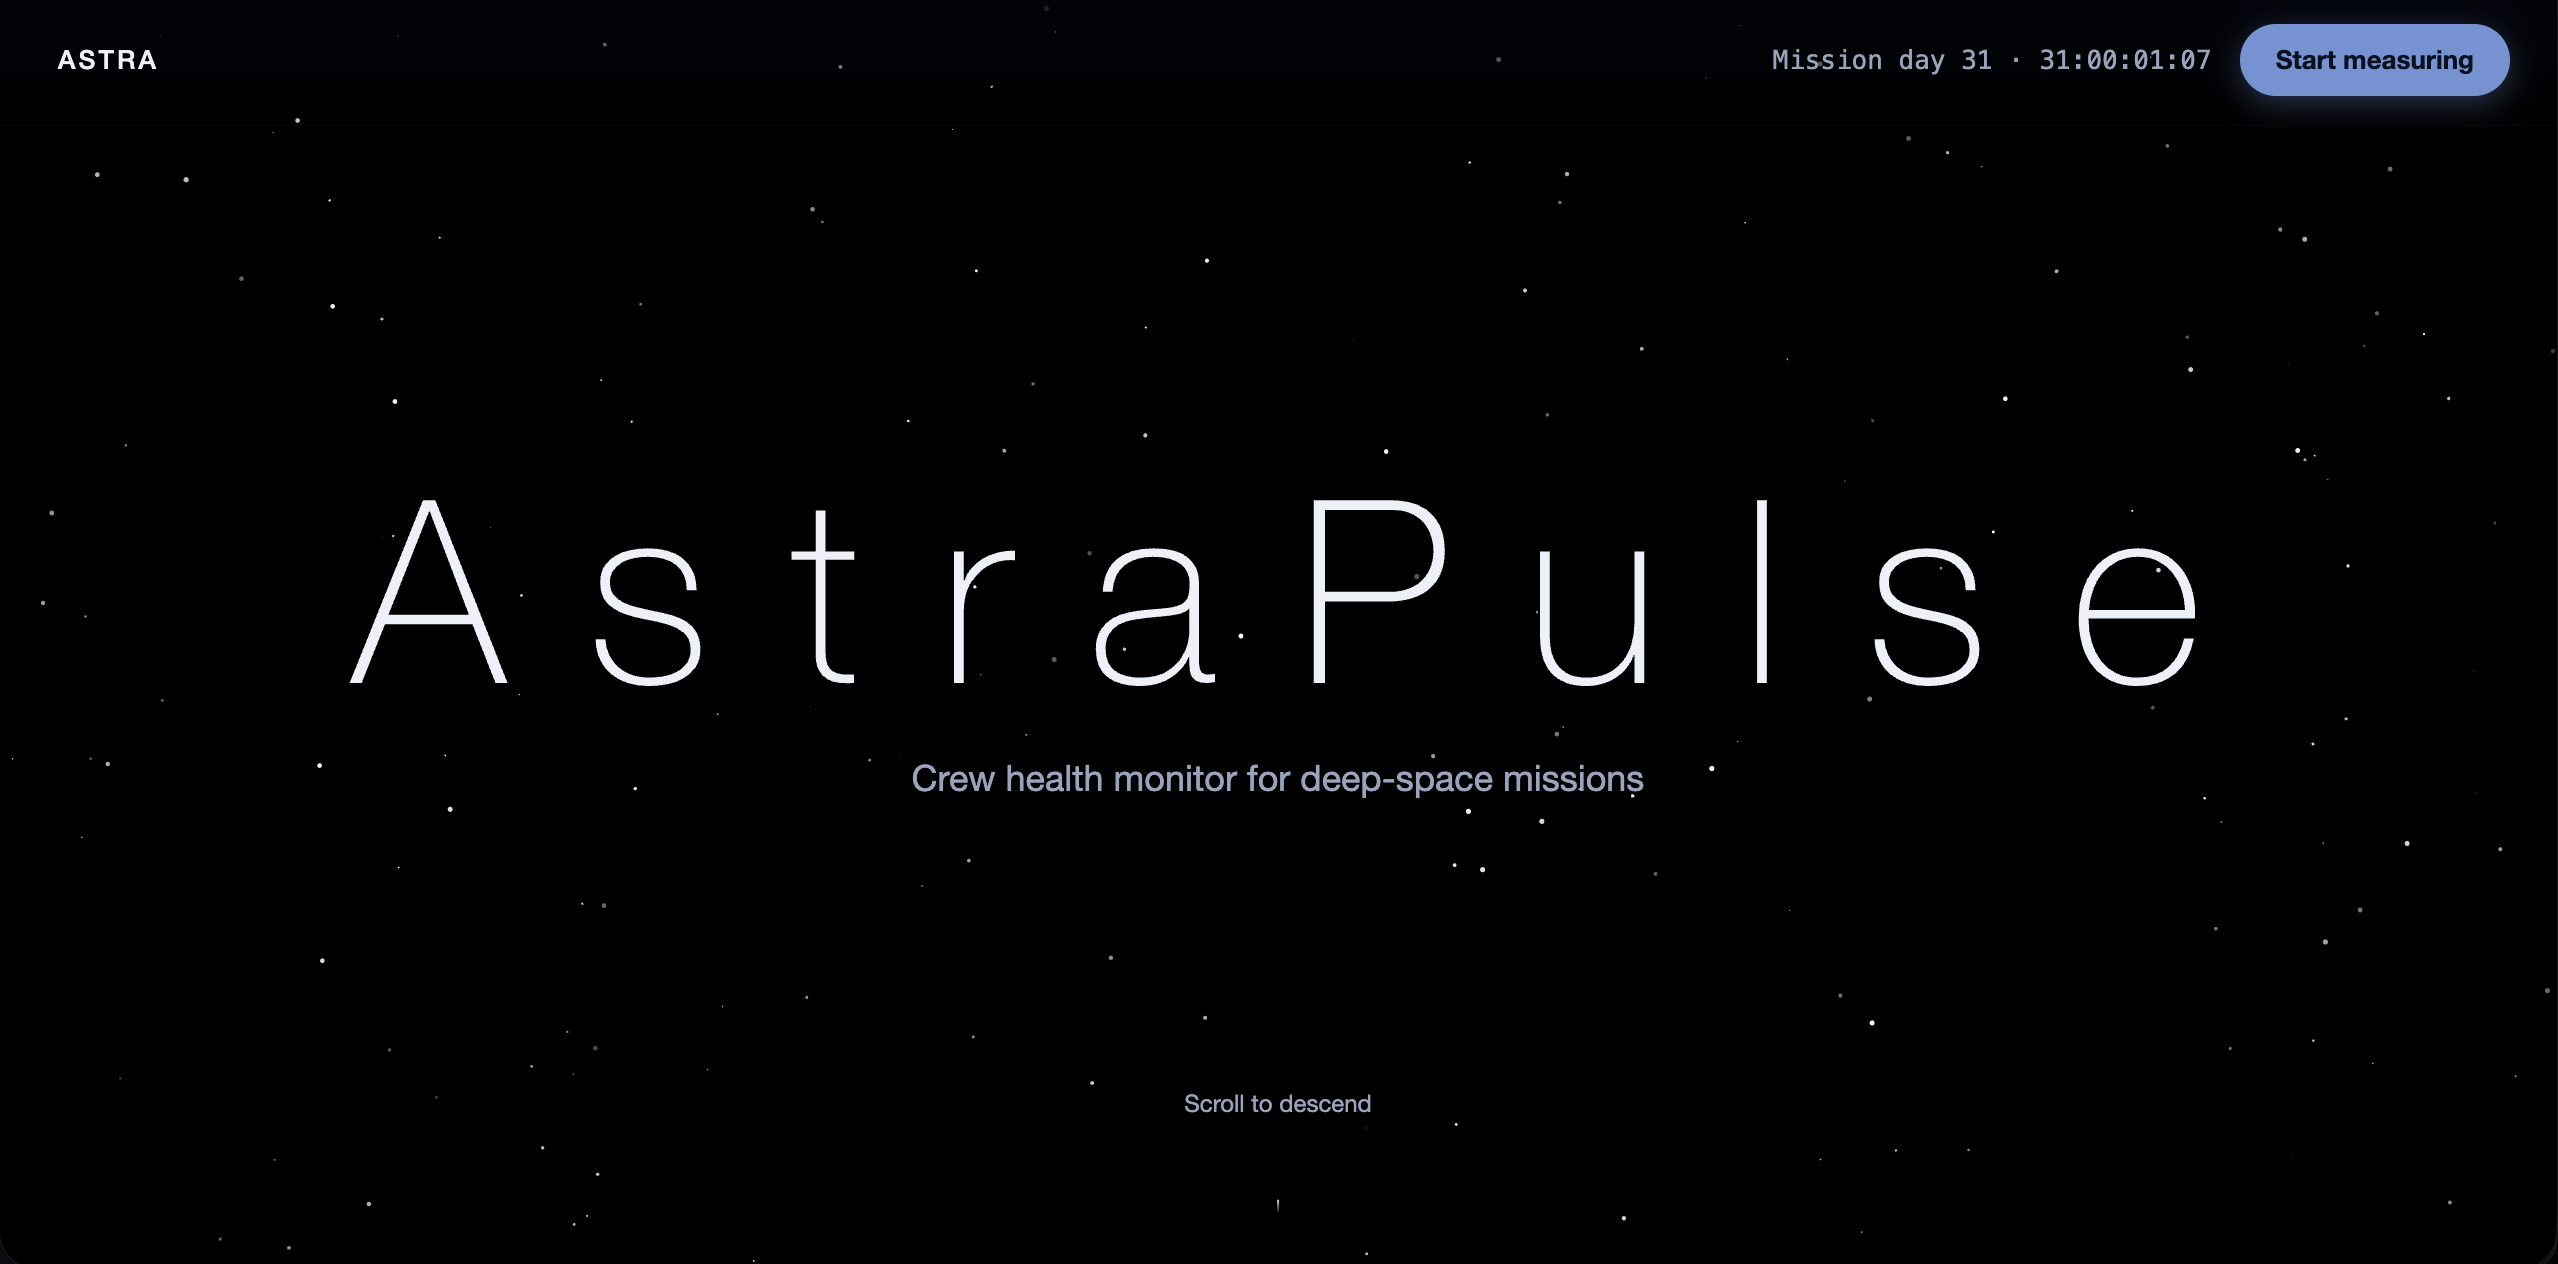 ASTRA
Mission day 31 · 31:00:01:07
Start measuring
AstraPulse
Crew health monitor for deep-space missions
Scroll to descend